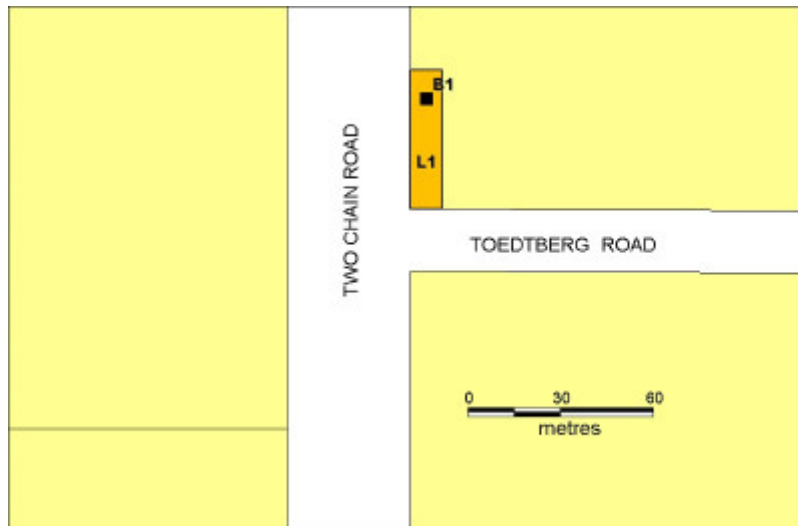 B1
L1
TWO CHAIN ROAD
TOEDTBERG ROAD
0 30 60
metres